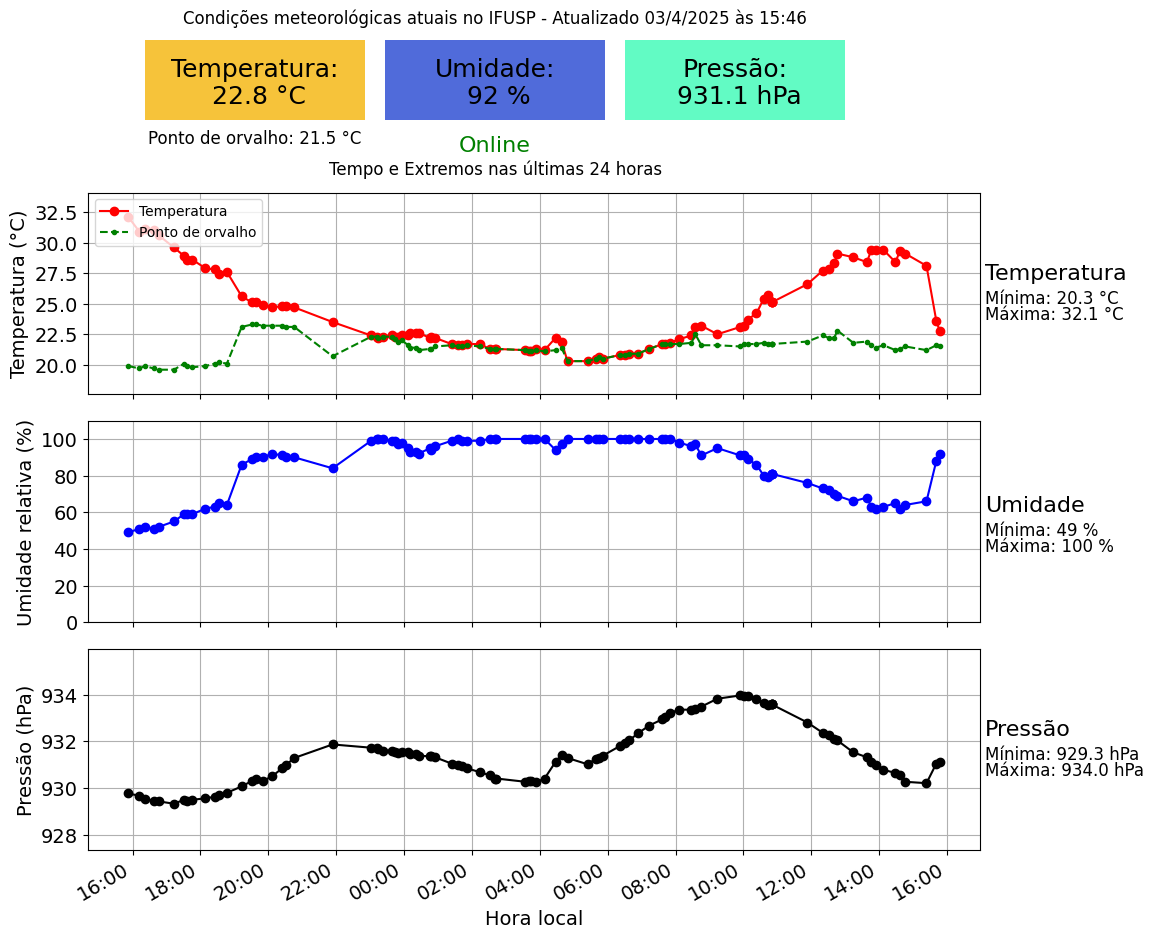 Condições meteorológicas atuais no IFUSP - Atualizado 03/4/2025 às 15:46
Temperatura:
22.8 °C
Umidade:
92 %
Pressão:
931.1 hPa
Ponto de orvalho: 21.5 °C
Online
Tempo e Extremos nas últimas 24 horas
Temperatura (°C)
32.5
30.0
27.5
25.0
22.5
20.0
Temperatura
Ponto de orvalho
Temperatura
Mínima: 20.3 °C
Máxima: 32.1 °C
Umidade relativa (%)
100
80
60
40
20
0
Umidade
Mínima: 49 %
Máxima: 100 %
Pressão (hPa)
934
932
930
928
Pressão
Mínima: 929.3 hPa
Máxima: 934.0 hPa
16:00
18:00
20:00
22:00
00:00
02:00
04:00
06:00
08:00
10:00
12:00
14:00
16:00
Hora local